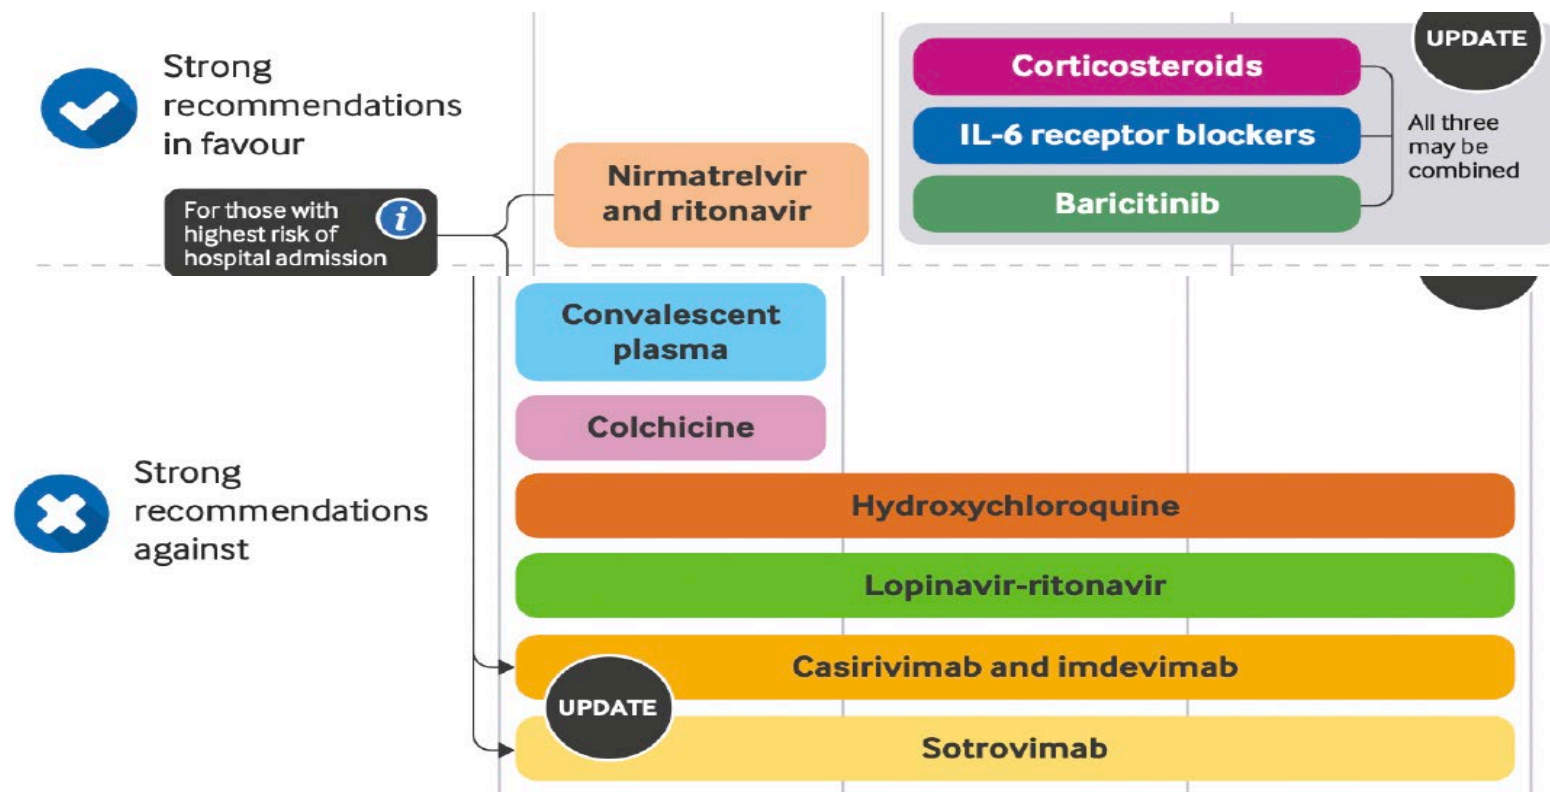 Strong
recommendations
in favour
For those with
highest risk of
hospital admission
Nirmatrelvir
and ritonavir
Corticosteroids
IL-6 receptor blockers
Baricitinib
All three
may be
combined
UPDATE
Strong
recommendations
against
Convalescent
plasma
Colchicine
Hydroxychloroquine
Lopinavir-ritonavir
Casirivimab and imdevimab
UPDATE
Sotrovimab